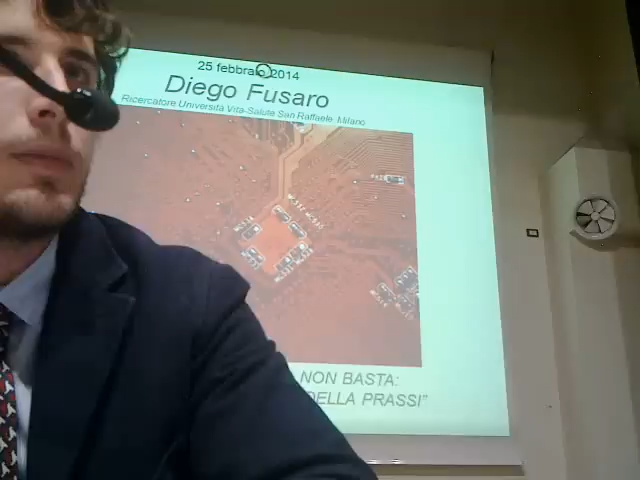 25 febbraio 2014
Diego Fusaro
Ricercatore Università Vita-Salute San Raffaele, Milano
NON BASTA:
DELLA PRASSI”